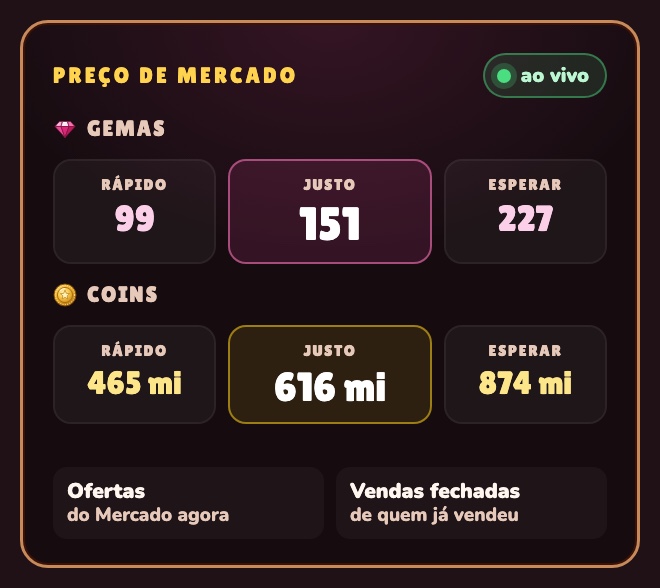 PREÇO DE MERCADO
ao vivo
GEMAS
RÁPIDO
99
JUSTO
151
ESPERAR
227
COINS
RÁPIDO
465 mi
JUSTO
616 mi
ESPERAR
874 mi
Ofertas
do Mercado agora
Vendas fechadas
de quem já vendeu